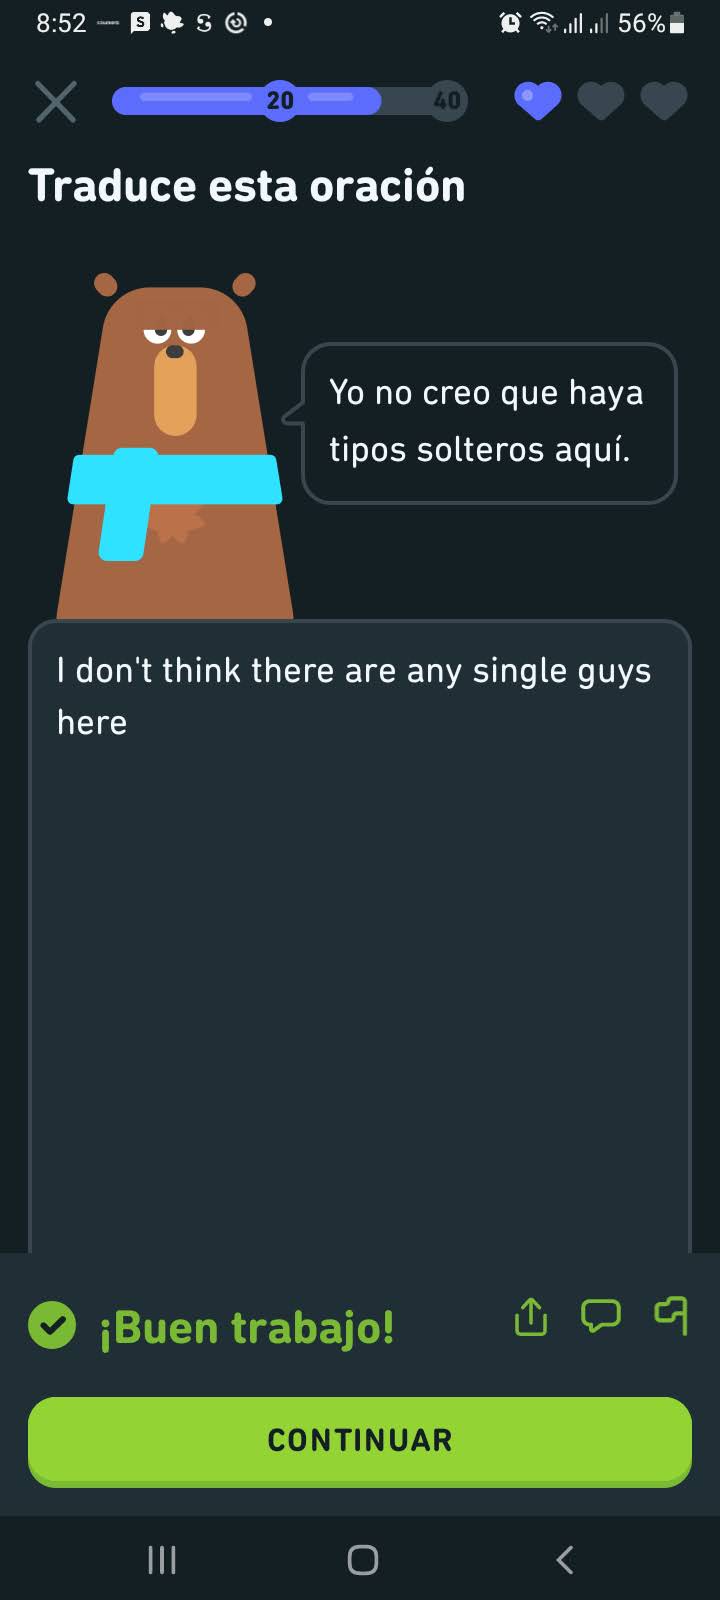 8:52
56%
20
40
Traduce esta oración
Yo no creo que haya
tipos solteros aquí.
I don't think there are any single guys
here
¡Buen trabajo!
CONTINUAR